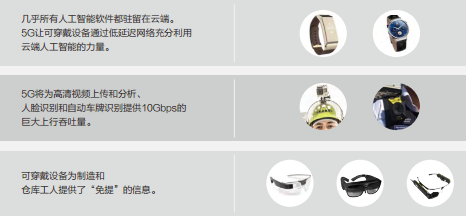 几乎所有人工智能软件都驻留在云端。
5G让可穿戴设备通过低延迟网络充分利用
云端人工智能的力量。
5G将为高清视频上传和分析、
人脸识别和自动车牌识别提供10Gbps的
巨大上行吞吐量。
可穿戴设备为制造和
仓库工人提供了“免提”的信息。